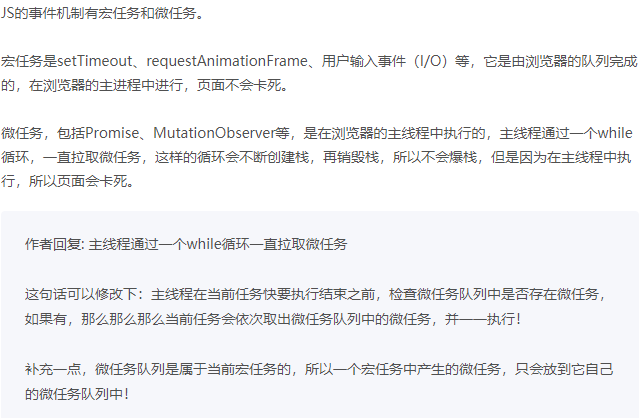 JS的事件机制有宏任务和微任务。
宏任务是setTimeout、requestAnimationFrame、用户输入事件（I/O）等，它是由浏览器的队列完成
的，在浏览器的主进程中进行，页面不会卡死。
微任务，包括Promise、MutationObserver等，是在浏览器的主线程中执行的，主线程通过一个while
循环，一直拉取微任务，这样的循环会不断创建栈，再销毁栈，所以不会爆栈，但是因为在主线程中执
行，所以页面会卡死。
作者回复: 主线程通过一个while循环一直拉取微任务
这句话可以修改下：主线程在当前任务快要执行结束之前，检查微任务队列中是否存在微任务，
如果有，那么那么那么当前任务会依次取出微任务队列中的微任务，并一一执行！
补充一点，微任务队列是属于当前宏任务的，所以一个宏任务中产生的微任务，只会放到它自己
的微任务队列中！